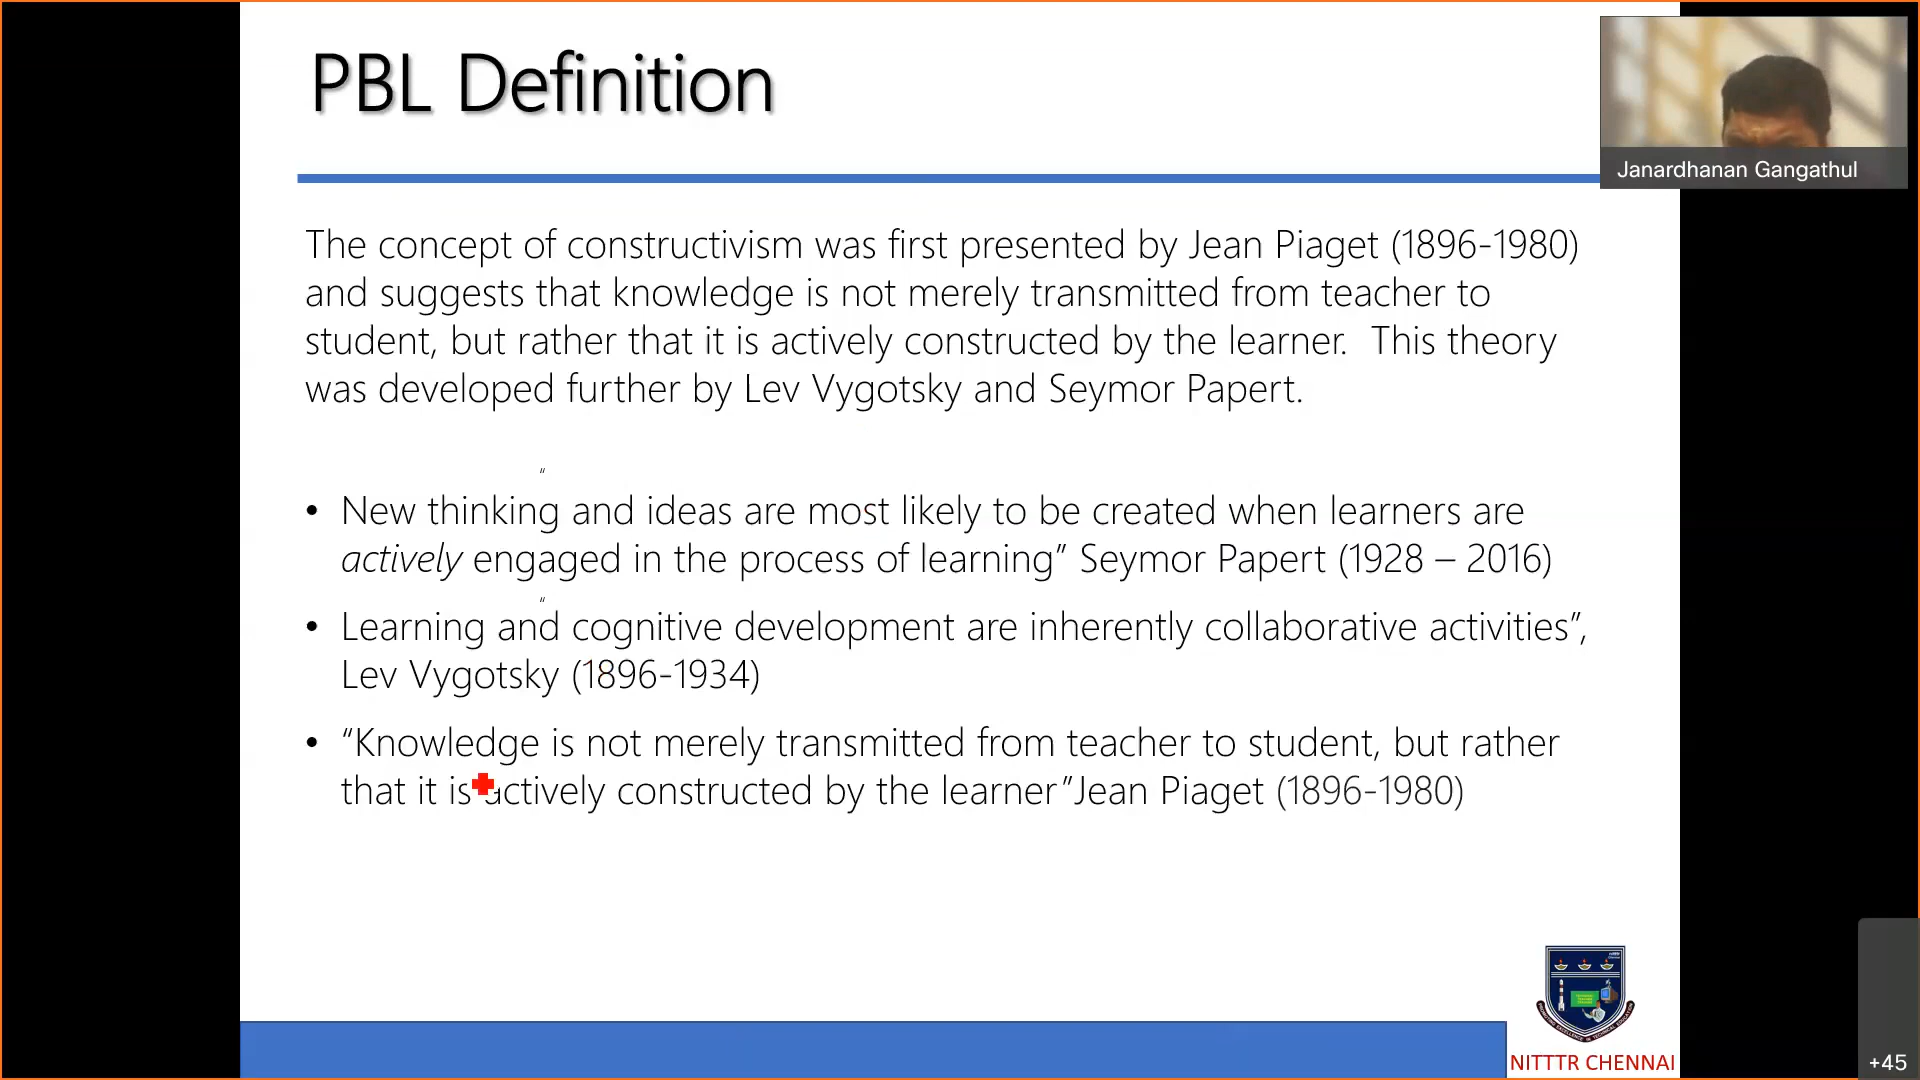 PBL Definition
Janardhanan Gangathul
The concept of constructivism was first presented by Jean Piaget (1896-1980)
and suggests that knowledge is not merely transmitted from teacher to
student, but rather that it is actively constructed by the learner.  This theory
was developed further by Lev Vygotsky and Seymor Papert.
“
• New thinking and ideas are most likely to be created when learners are
actively engaged in the process of learning” Seymor Papert (1928 – 2016)
“
• Learning and cognitive development are inherently collaborative activities”,
Lev Vygotsky (1896-1934)
• “Knowledge is not merely transmitted from teacher to student, but rather
that it is actively constructed by the learner”Jean Piaget (1896-1980)
NITTTR CHENNAI
+45